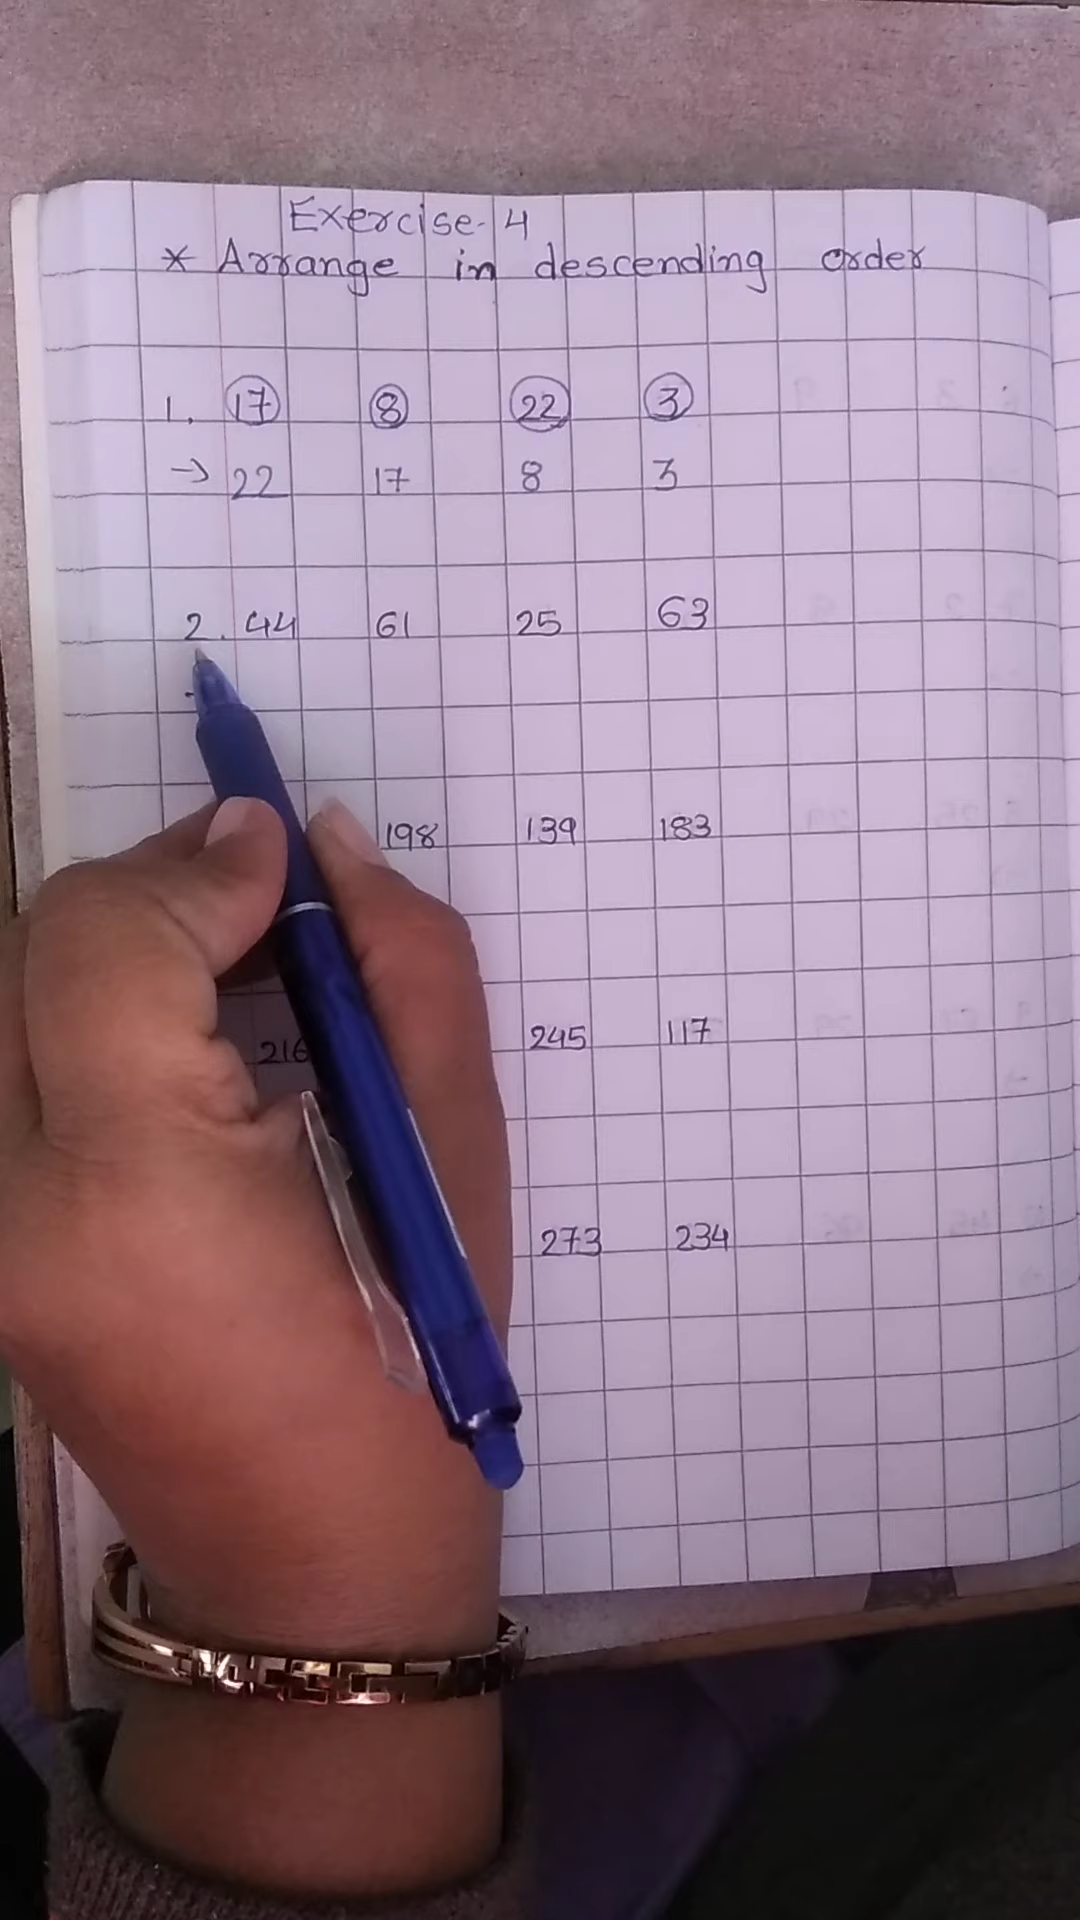 Exercise-4
* Arrange in descending order
1. 17 8 22 3
→ 22 17 8 3
2. 44 61 25 63
198 139 183
216 245 117
273 234